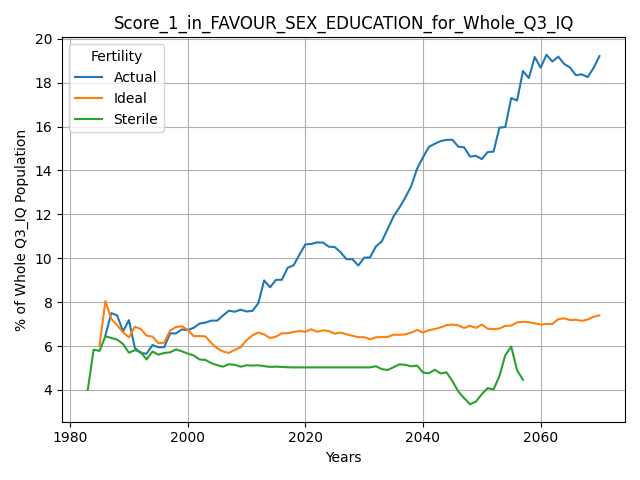 Score_1_in_FAVOUR_SEX_EDUCATION_for_Whole_Q3_IQ
Fertility
Actual
Ideal
Sterile
% of Whole Q3_IQ Population
20
18
16
14
12
10
8
6
4
1980
2000
2020
2040
2060
Years